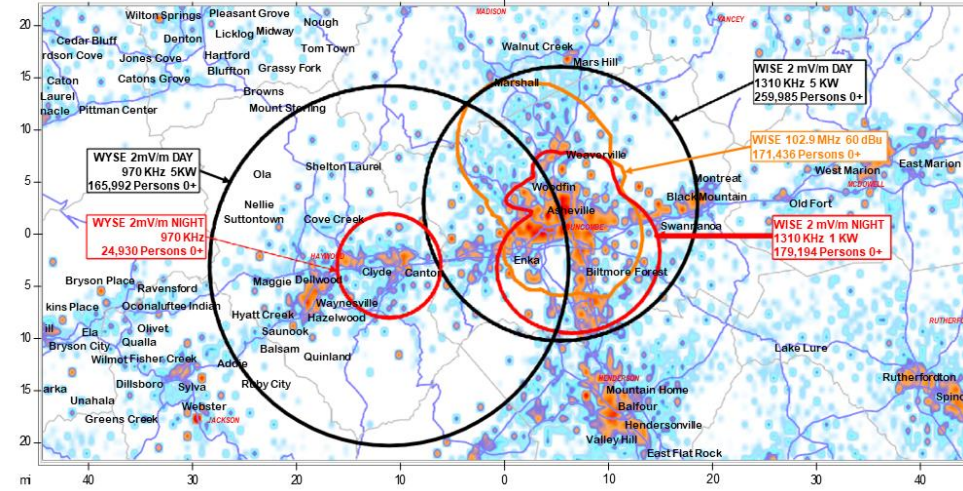 20
15
10
5
0
5
10
15
20
mi
40
30
20
10
0
10
20
30
40
MADISON
YANCEY
Wilton Springs
Pleasant Grove
Nough
Cedar Bluff
Denton
Licklog
Midway
rdson Cove
Jones Cove
Hartford
Tom Town
Walnut Creek
Bluffton
Grassy Fork
Mars Hill
Caton
Catons Grove
Marshall
Laurel
Browns
nacle
Pittman Center
Mount Sterling
WISE 2 mV/m DAY
1310 KHz 5 KW
259,985 Persons 0+
WISE 102.9 MHz 60 dBu
171,436 Persons 0+
WYSE 2mV/m DAY
970 KHz 5KW
165,992 Persons 0+
Shelton Laurel
Ola
Weaverville
East Marion
West Marion
MCDOWELL
Montreat
Woodfin
Black Mountain
Old Fort
Nellie
Suttontown
Cove Creek
Asheville
BUNCOMBE
Swannanoa
WYSE 2mV/m NIGHT
970 KHz
24,930 Persons 0+
WISE 2 mV/m NIGHT
1310 KHz 1 KW
179,194 Persons 0+
HAYWOOD
Enka
Clyde
Canton
Biltmore Forest
Bryson Place
Maggie
Dellwood
Ravensford
kins Place
Oconaluftee Indian
Waynesville
Hyatt Creek
Hazelwood
RUTHERFO
ill
Ela
Olivet
Saunook
Bryson City
Qualla
Balsam
Lake Lure
Wilmot
Fisher Creek
Quinland
Addie
HENDERSON
Rutherfordton
arka
Dillsboro
Sylva
Ruby City
Mountain Home
Unahala
Webster
Balfour
Spind
Greens Creek
JACKSON
Hendersonville
Valley Hill
East Flat Rock